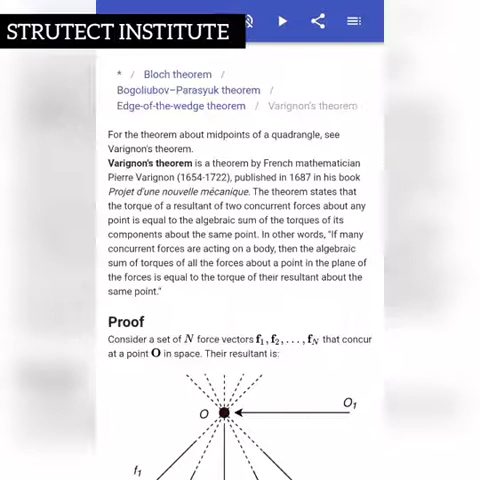 STRUTECT INSTITUTE
* / Bloch theorem /
Bogoliubov–Parasyuk theorem /
Edge-of-the-wedge theorem / Varignon's theorem
For the theorem about midpoints of a quadrangle, see
Varignon's theorem.
Varignon's theorem is a theorem by French mathematician
Pierre Varignon (1654-1722), published in 1687 in his book
Projet d'une nouvelle mécanique. The theorem states that
the torque of a resultant of two concurrent forces about any
point is equal to the algebraic sum of the torques of its
components about the same point. In other words, "If many
concurrent forces are acting on a body, then the algebraic
sum of torques of all the forces about a point in the plane of
the forces is equal to the torque of their resultant about the
same point."
Proof
Consider a set of N force vectors f₁, f₂, . . . , f_N that concur
at a point O in space. Their resultant is:
O
O₁
f₁